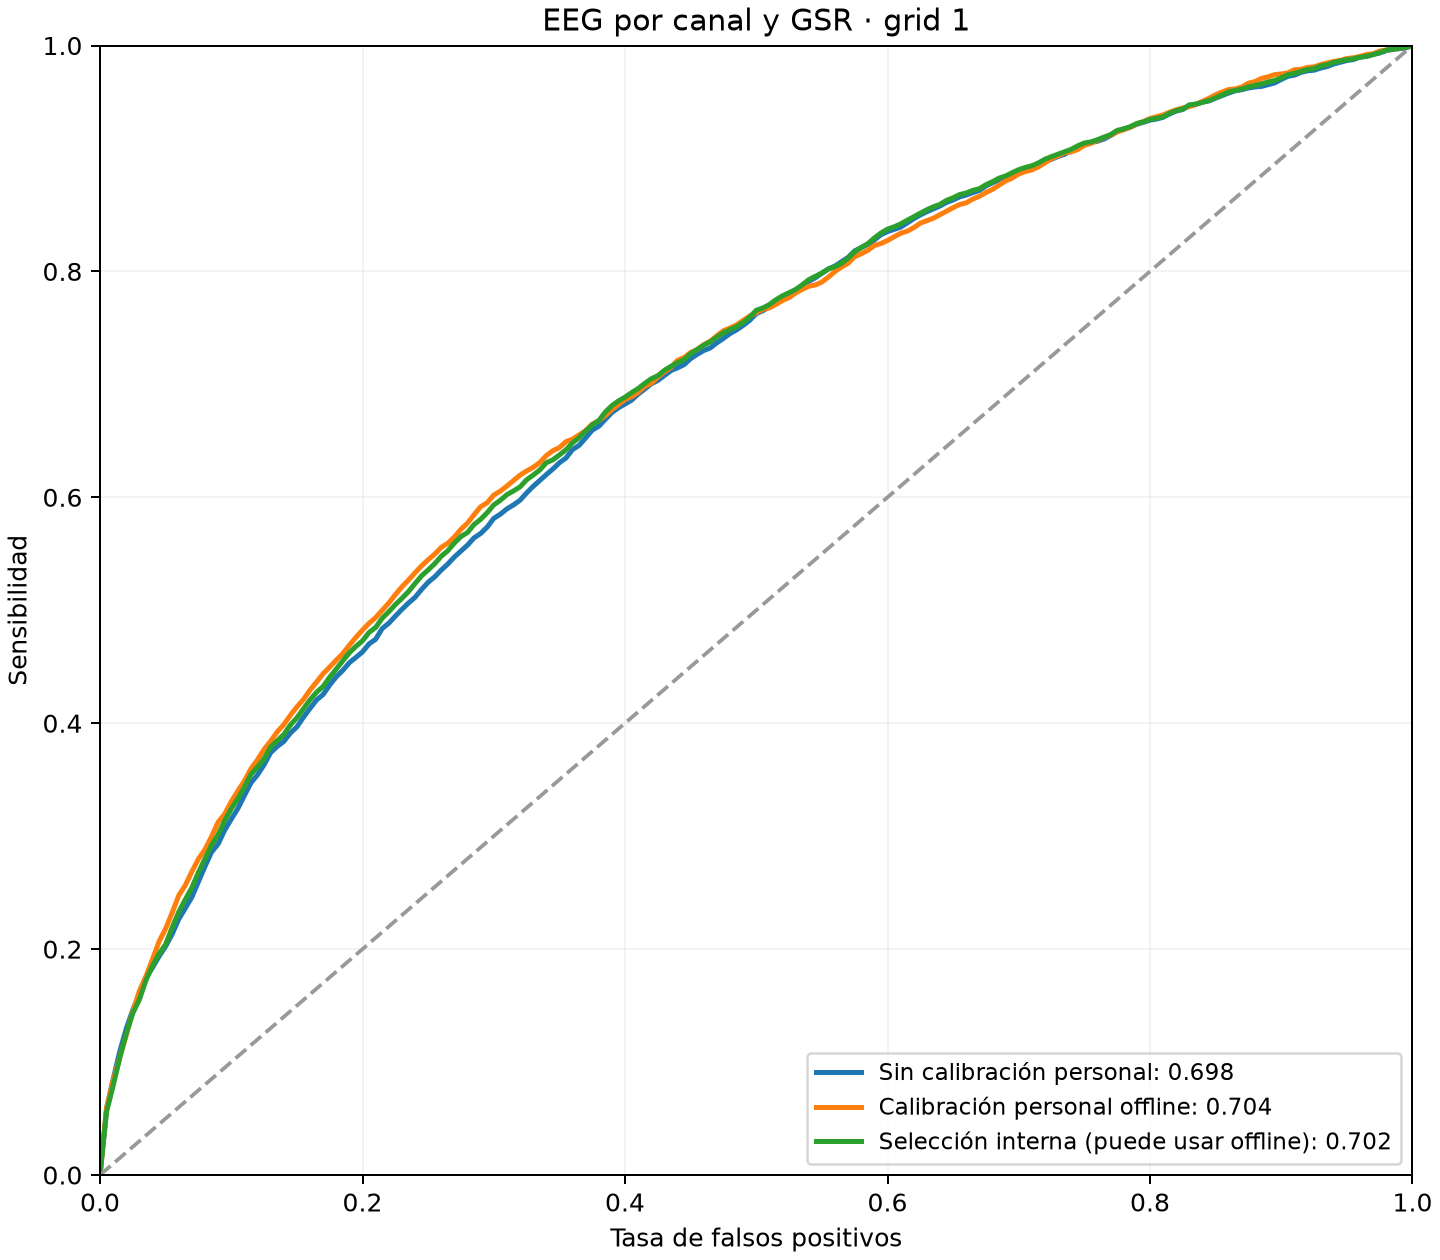 EEG por canal y GSR · grid 1
1.0
0.8
0.6
0.4
0.2
0.0
Sensibilidad
0.0 0.2 0.4 0.6 0.8 1.0
Tasa de falsos positivos
Sin calibración personal: 0.698
Calibración personal offline: 0.704
Selección interna (puede usar offline): 0.702